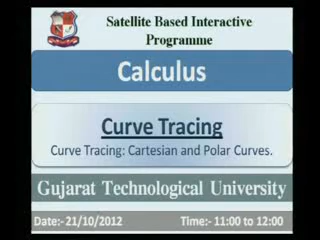 Satellite Based Interactive
Programme
Calculus
Curve Tracing
Curve Tracing: Cartesian and Polar Curves.
Gujarat Technological University
Date:- 21/10/2012 Time:- 11:00 to 12:00